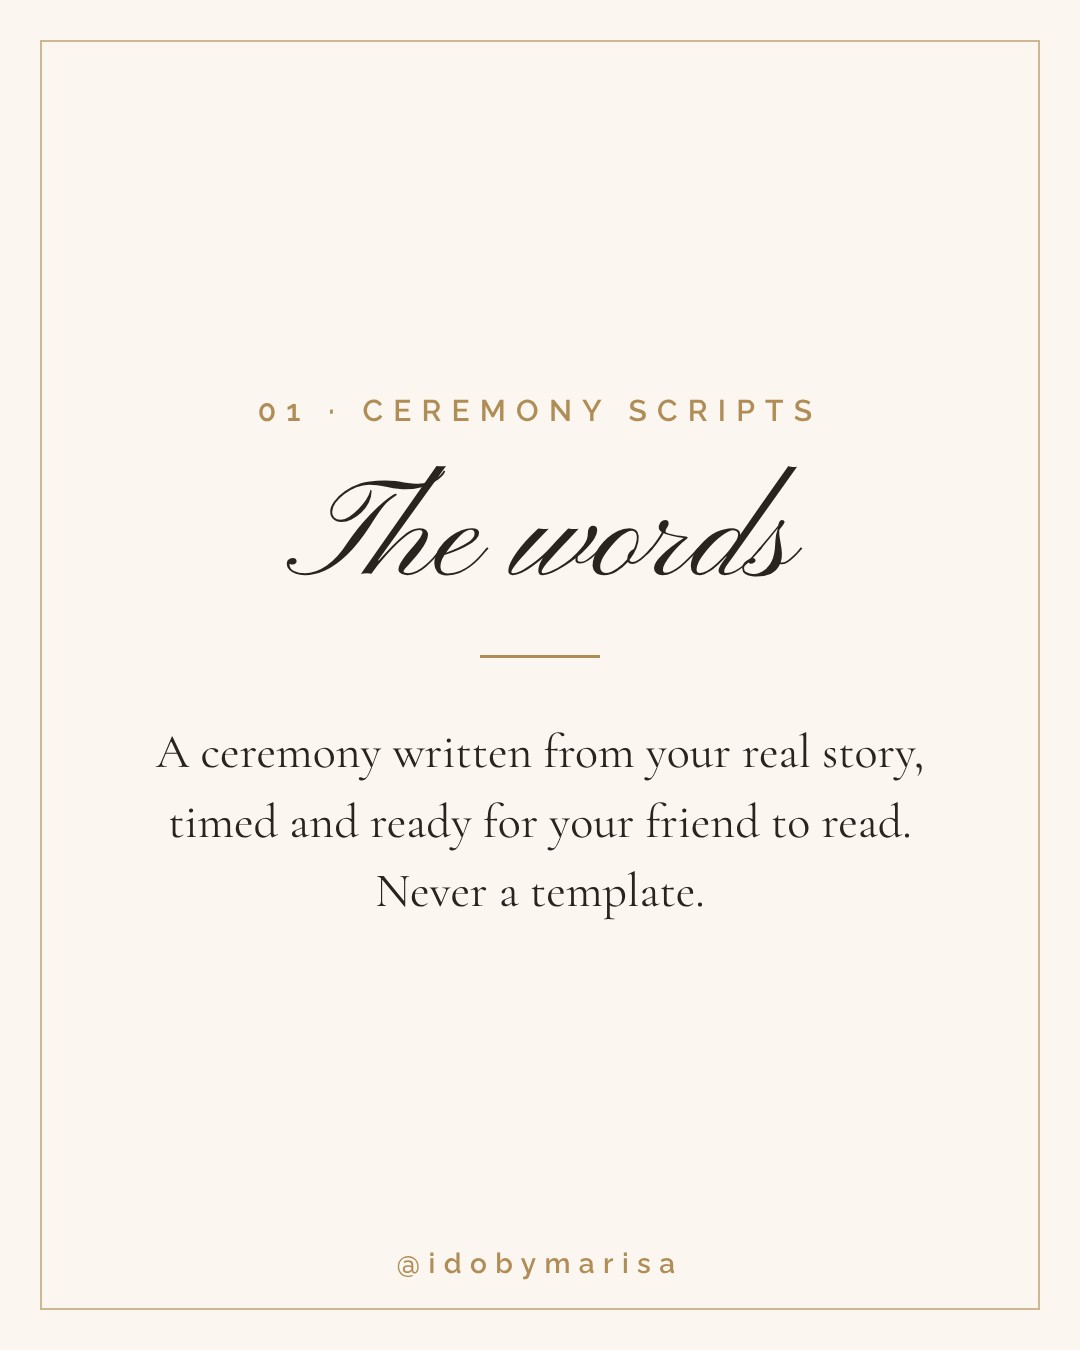 01 · CEREMONY SCRIPTS
The words
A ceremony written from your real story,
timed and ready for your friend to read.
Never a template.
@idobymarisa